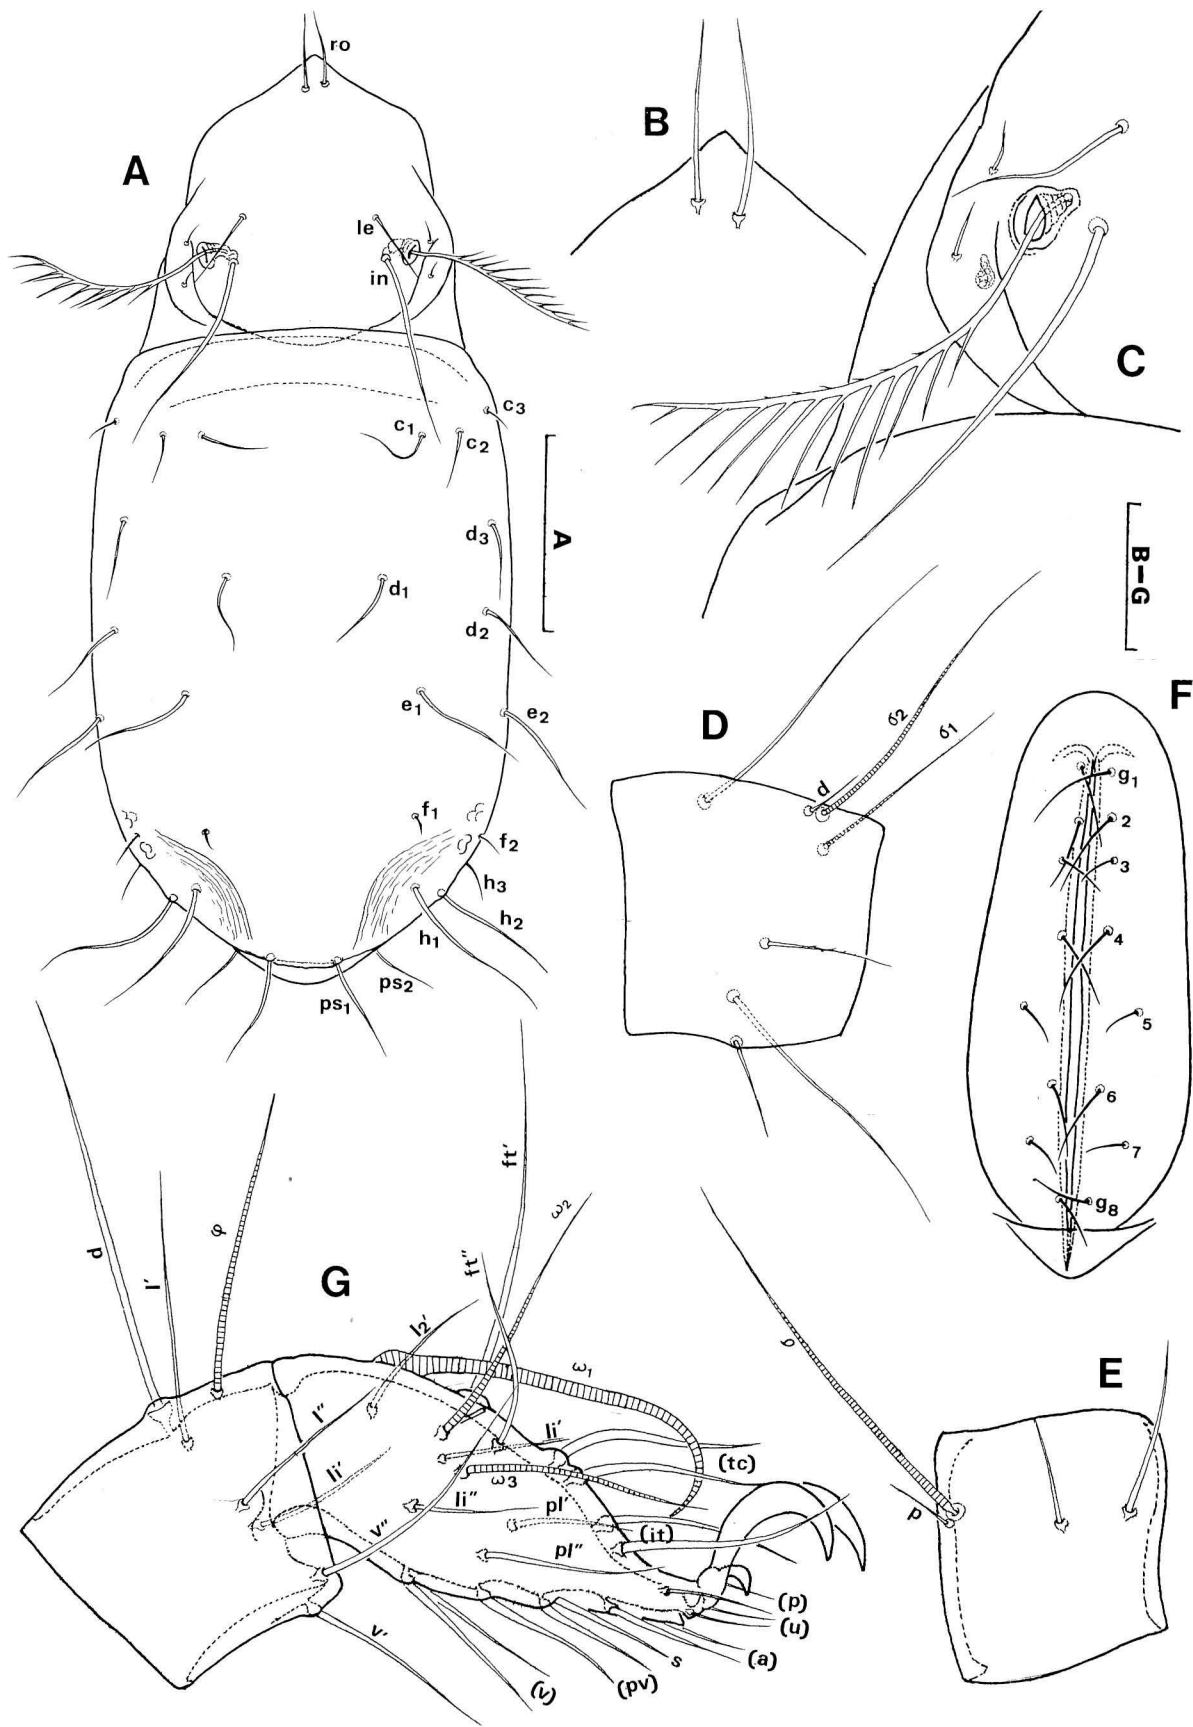 ro
A
B
le
in
C
c3
c1
c2
A
d3
d1
d2
B–G
e1
e2
f1
f2
h3
h2
h1
ps2
ps1
D
d
σ2
σ1
F
g1
2
3
4
5
6
7
g8
G
d
l'
φ
ft'
ft"
ω2
l2'
ω1
l"
li'
li'
(tc)
ω3
li"
pl'
(it)
v"
pl"
(p)
(u)
(a)
s
(pv)
(v)
v'
E
σ
d